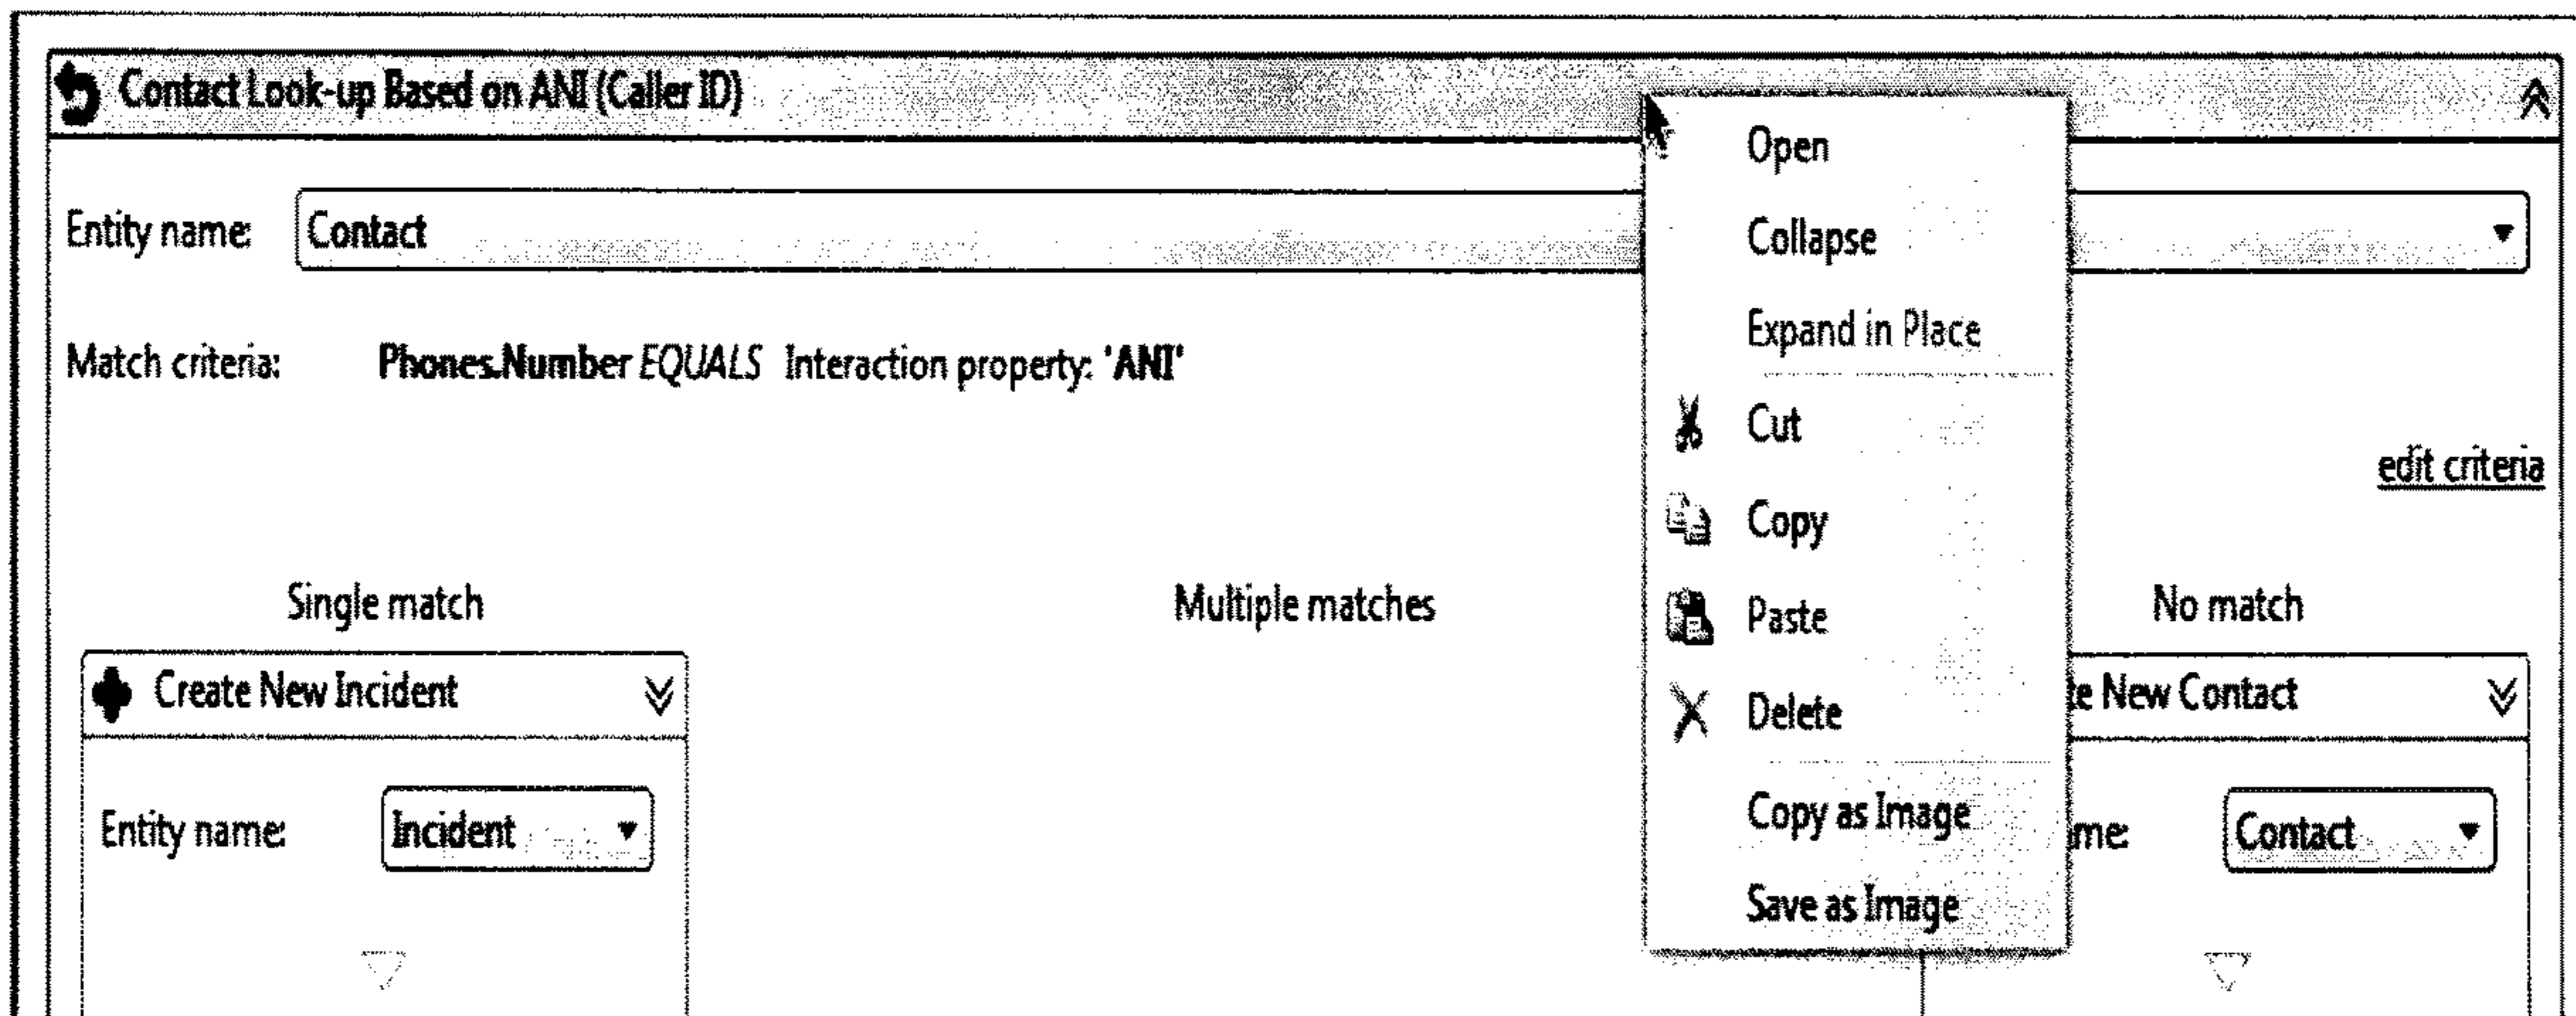 Contact Look-up Based on ANI (Caller ID)
Entity name: Contact
Match criteria: Phones.Number EQUALS Interaction property: 'ANI'
edit criteria
Open
Collapse
Expand in Place
Cut
Copy
Paste
Delete
Copy as Image
Save as Image
Single match
Multiple matches
No match
Create New Incident
te New Contact
Entity name: Incident
me: Contact